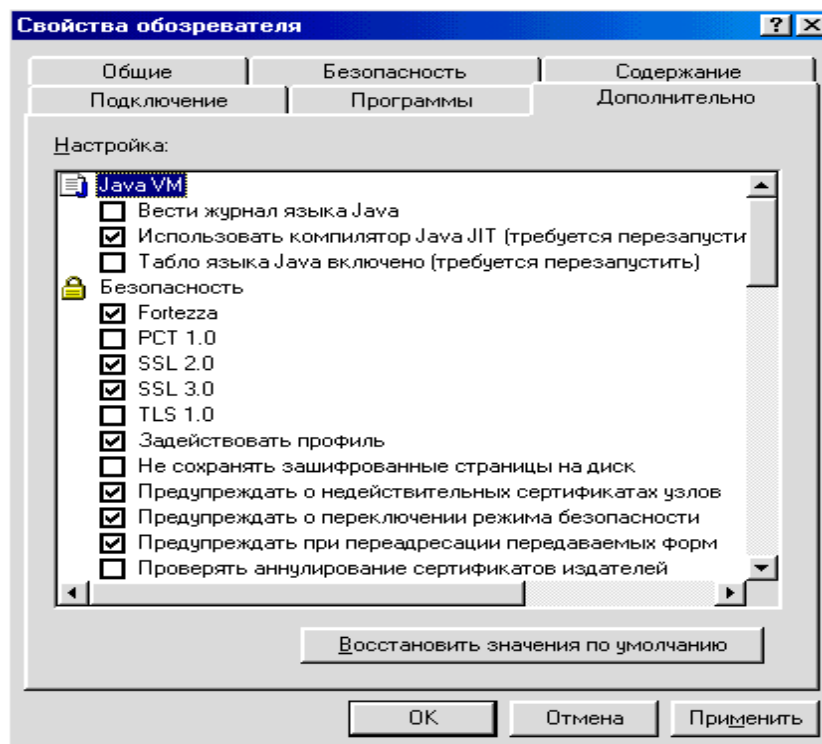 Свойства обозревателя
Общие
Безопасность
Содержание
Подключение
Программы
Дополнительно
Настройка:
Java VM
Вести журнал языка Java
Использовать компилятор Java JIT (требуется перезапусти
Табло языка Java включено (требуется перезапустить)
Безопасность
Fortezza
PCT 1.0
SSL 2.0
SSL 3.0
TLS 1.0
Задействовать профиль
Не сохранять зашифрованные страницы на диск
Предупреждать о недействительных сертификатах узлов
Предупреждать о переключении режима безопасности
Предупреждать при переадресации передаваемых форм
Проверять аннулирование сертификатов издателей
Восстановить значения по умолчанию
OK
Отмена
Применить